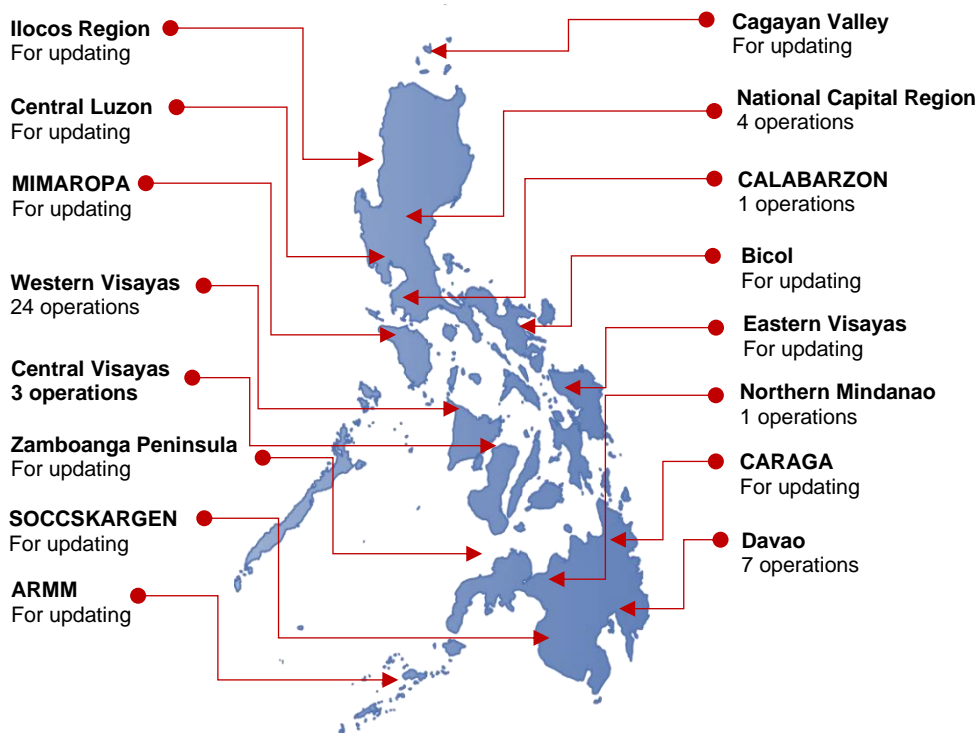 Ilocos Region
For updating
Central Luzon
For updating
MIMAROPA
For updating
Western Visayas
24 operations
Central Visayas
3 operations
Zamboanga Peninsula
For updating
SOCCSKARGEN
For updating
ARMM
For updating
Cagayan Valley
For updating
National Capital Region
4 operations
CALABARZON
1 operations
Bicol
For updating
Eastern Visayas
For updating
Northern Mindanao
1 operations
CARAGA
For updating
Davao
7 operations